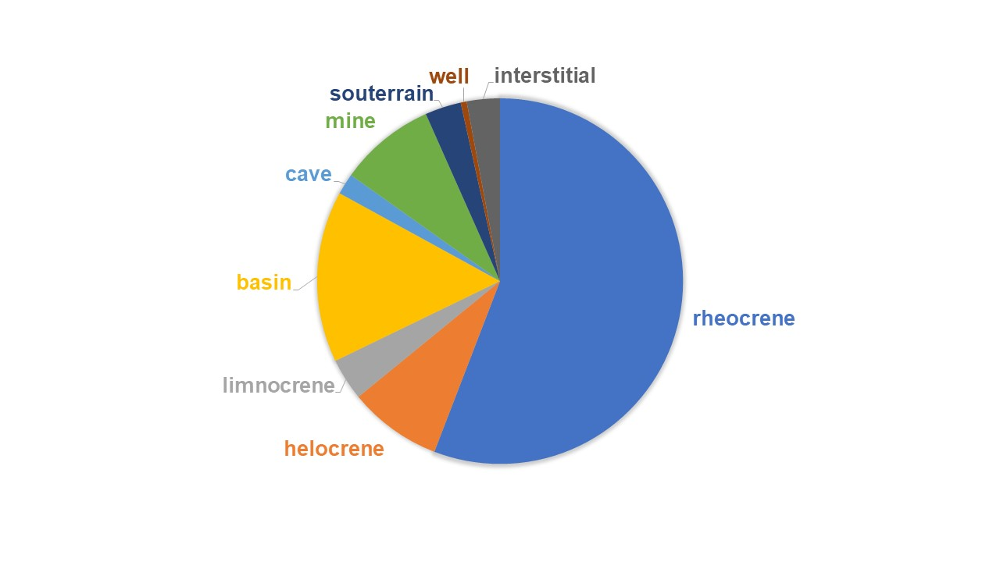 well
interstitial
souterrain
mine
cave
basin
rheocrene
limnocrene
helocrene